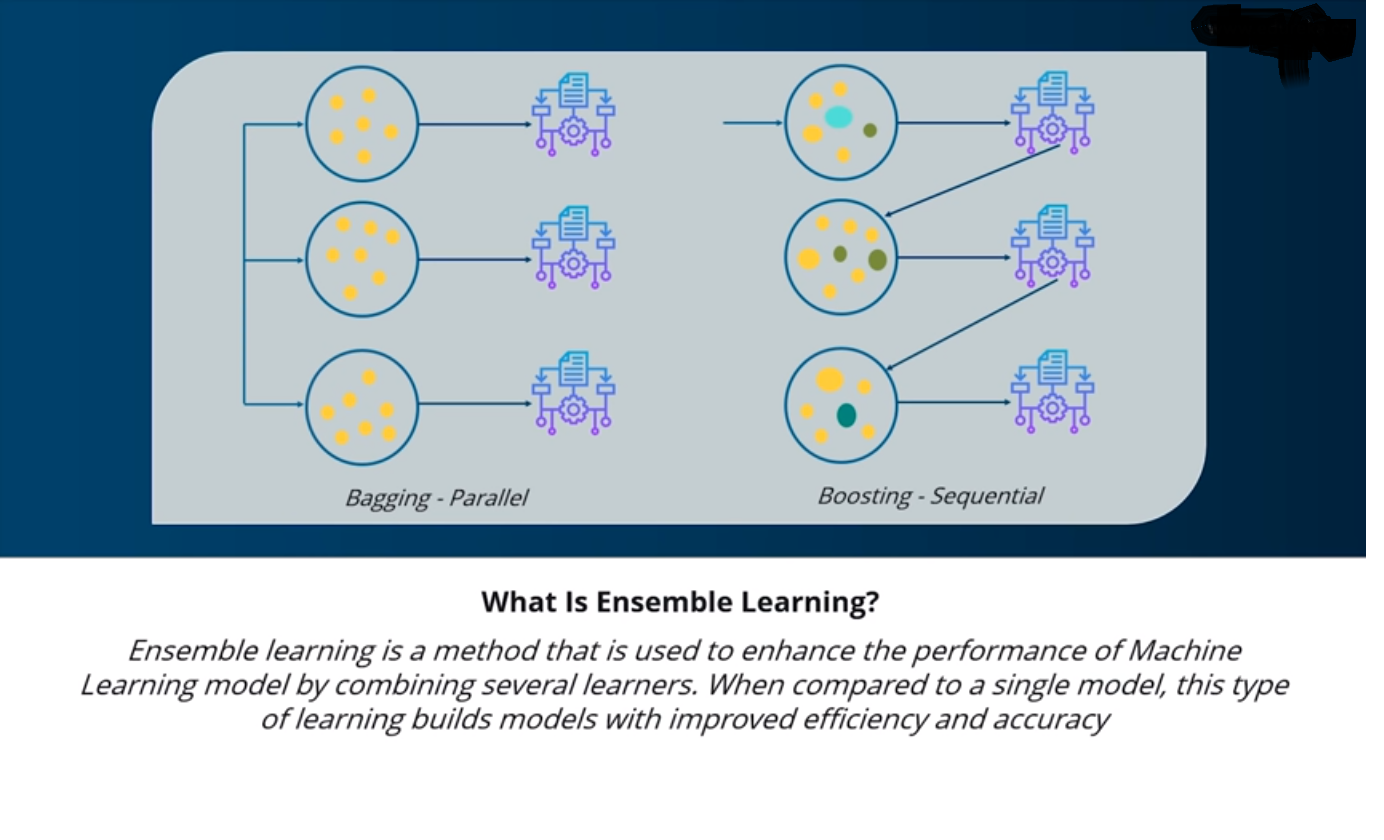 Bagging - Parallel
Boosting - Sequential
What Is Ensemble Learning?
Ensemble learning is a method that is used to enhance the performance of Machine
Learning model by combining several learners. When compared to a single model, this type
of learning builds models with improved efficiency and accuracy